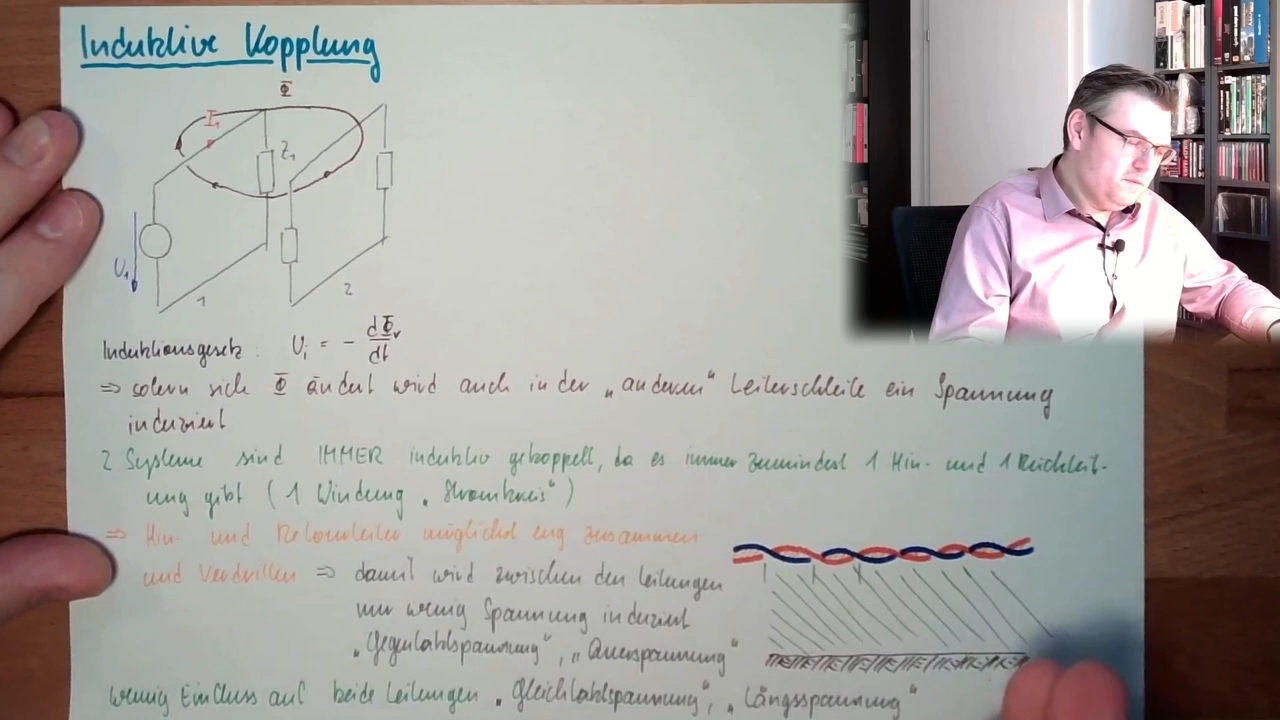 Induktive Kopplung
Φ
I₁
Z₁
U₁
1
2
Induktionsgesetz: Uᵢ = - dΦᵥ/dt
⇒ sofern sich Φ ändert wird auch in der „anderen" Leiterschleife ein Spannung
induziert
2 Systeme sind IMMER induktiv gekoppelt, da es immer zumindest 1 Hin- und 1 Rückleit-
ung gibt (1 Windung „Stromkreis")
⇒ Hin- und Retourleiter möglichst eng zusammen
und Verdrillen ⇒ damit wird zwischen den Leitungen
nur wenig Spannung induziert
„Gegentaktspannung", „Querspannung"
wenig Einfluss auf beide Leitungen „Gleichtaktspannung", „Längsspannung"